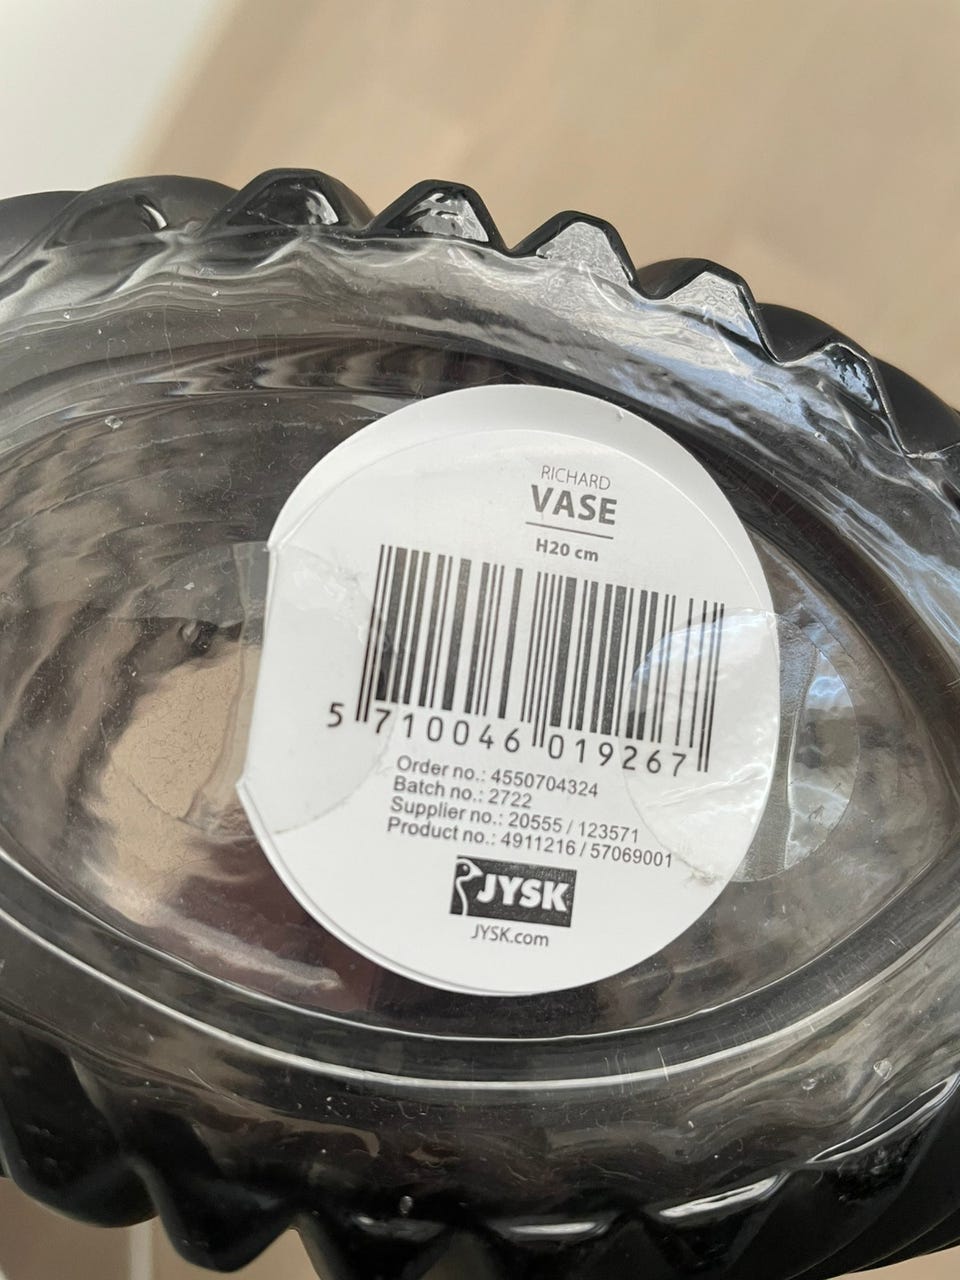 RICHARD
VASE
H20 cm
5 710046 019267
Order no.: 4550704324
Batch no.: 2722
Supplier no.: 20555 / 123571
Product no.: 4911216 / 57069001
JYSK
JYSK.com